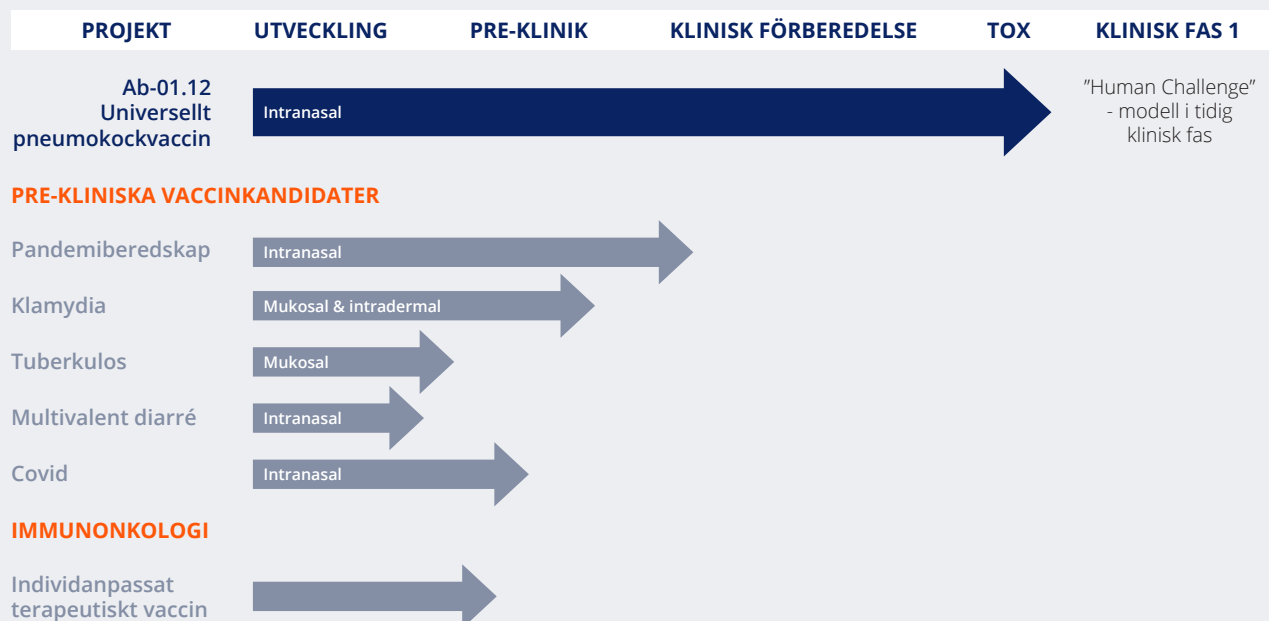 PROJEKT UTVECKLING PRE-KLINIK KLINISK FÖRBEREDELSE TOX KLINISK FAS 1
Ab-01.12
Universellt
pneumokockvaccin
Intranasal
”Human Challenge”
- modell i tidig
klinisk fas
PRE-KLINISKA VACCINKANDIDATER
Pandemiberedskap Intranasal
Klamydia Mukosal & intradermal
Tuberkulos Mukosal
Multivalent diarré Intranasal
Covid Intranasal
IMMUNONKOLOGI
Individanpassat
terapeutiskt vaccin